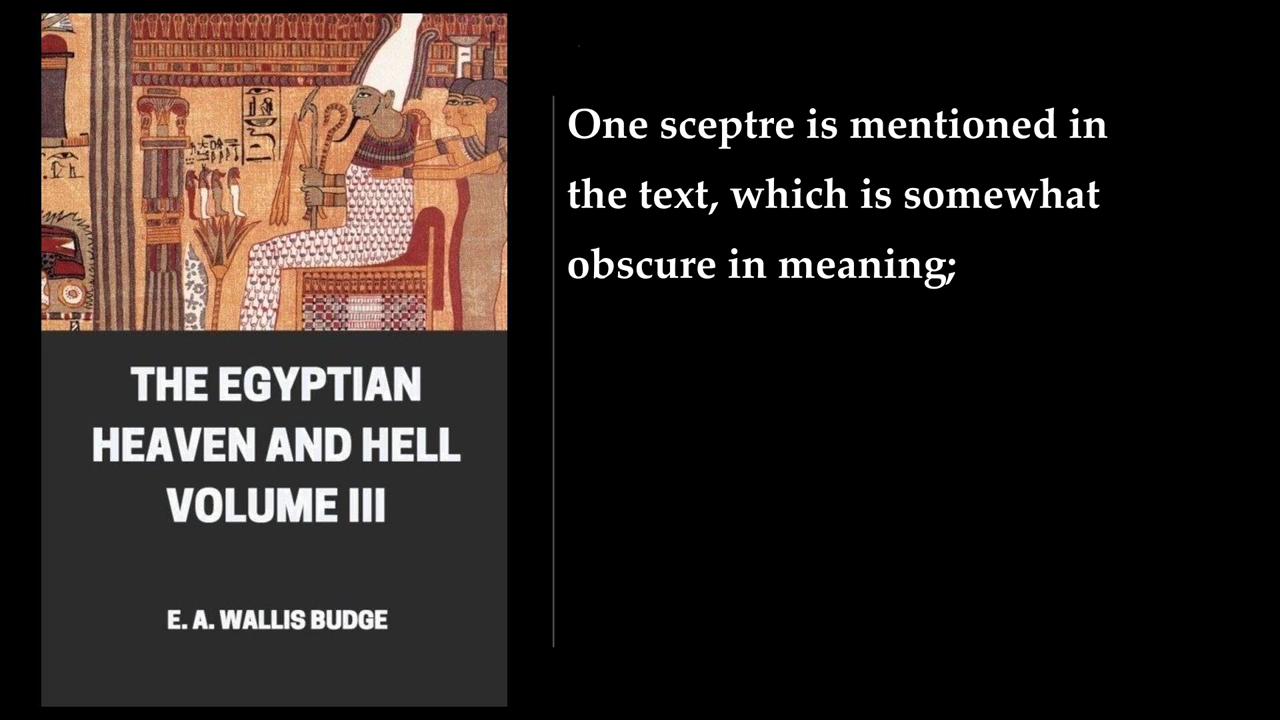 THE EGYPTIAN
HEAVEN AND HELL
VOLUME III
E. A. WALLIS BUDGE
One sceptre is mentioned in
the text, which is somewhat
obscure in meaning;